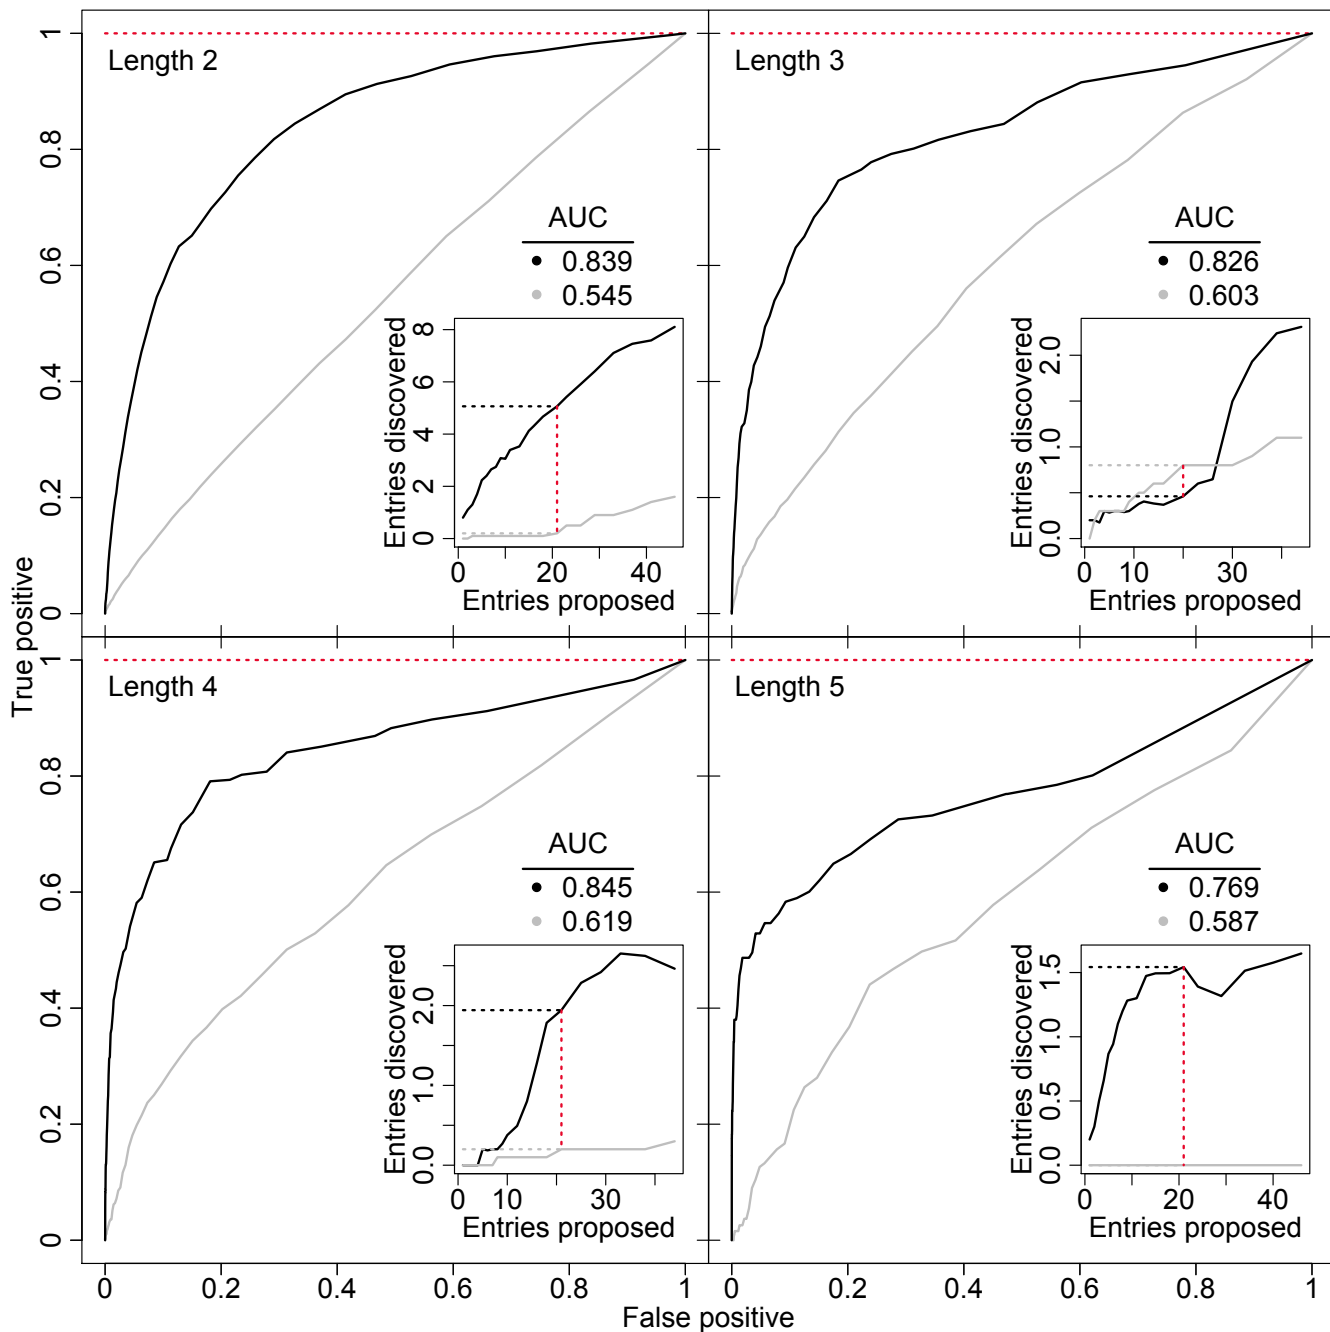 True positive
False positive
Length 2
1
0.8
0.6
0.4
0.2
0
AUC
0.839
0.545
Entries discovered
8
6
4
2
0
0 20 40
Entries proposed
Length 3
AUC
0.826
0.603
Entries discovered
2.0
1.0
0.0
10 30
Entries proposed
Length 4
1
0.8
0.6
0.4
0.2
0
AUC
0.845
0.619
Entries discovered
2.0
1.0
0.0
0 10 30
Entries proposed
0 0.2 0.4 0.6 0.8 1
Length 5
AUC
0.769
0.587
Entries discovered
1.5
1.0
0.5
0.0
0 20 40
Entries proposed
0 0.2 0.4 0.6 0.8 1